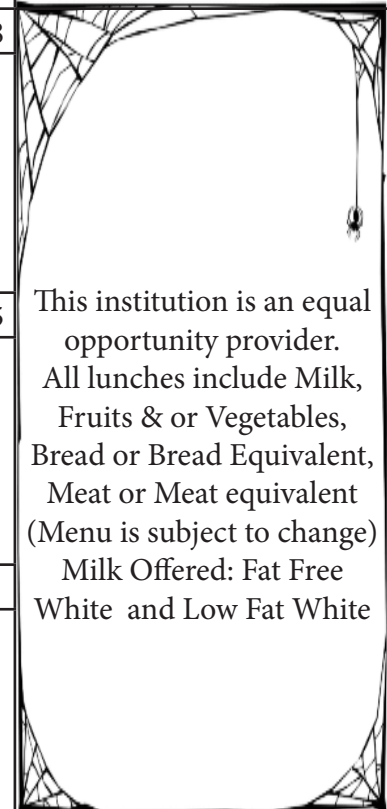 This institution is an equal
opportunity provider.
All lunches include Milk,
Fruits & or Vegetables,
Bread or Bread Equivalent,
Meat or Meat equivalent
(Menu is subject to change)
Milk Offered: Fat Free
White  and Low Fat White